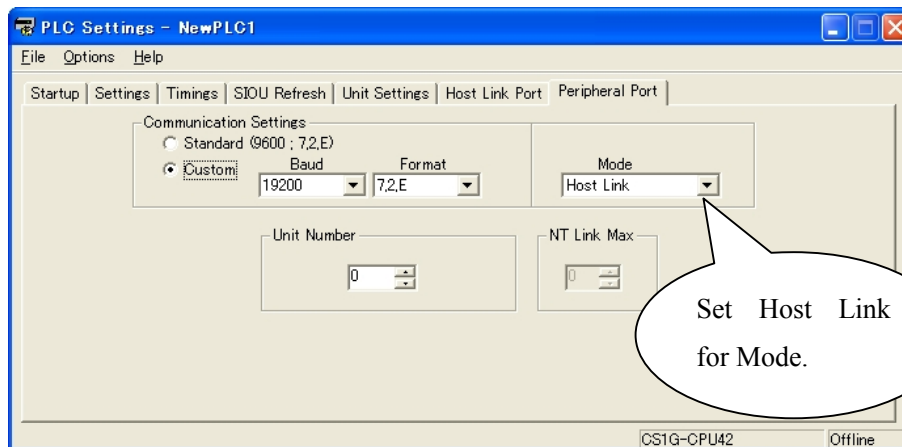 PLC Settings - NewPLC1
File Options Help
Startup Settings Timings SIOU Refresh Unit Settings Host Link Port Peripheral Port
Communication Settings
Standard (9600 ; 7,2,E)
Custom
Baud Format Mode
19200 7,2,E Host Link
Unit Number NT Link Max
0 0
Set Host Link
for Mode.
CS1G-CPU42 Offline